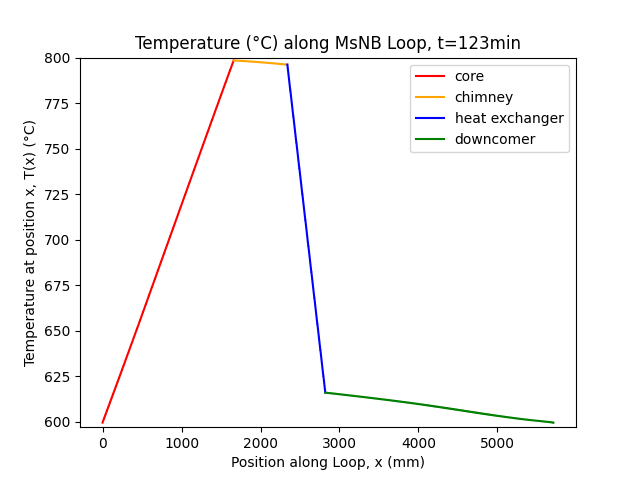 Temperature (°C) along MsNB Loop, t=123min
core
chimney
heat exchanger
downcomer
Temperature at position x, T(x) (°C)
800
775
750
725
700
675
650
625
600
0 1000 2000 3000 4000 5000
Position along Loop, x (mm)